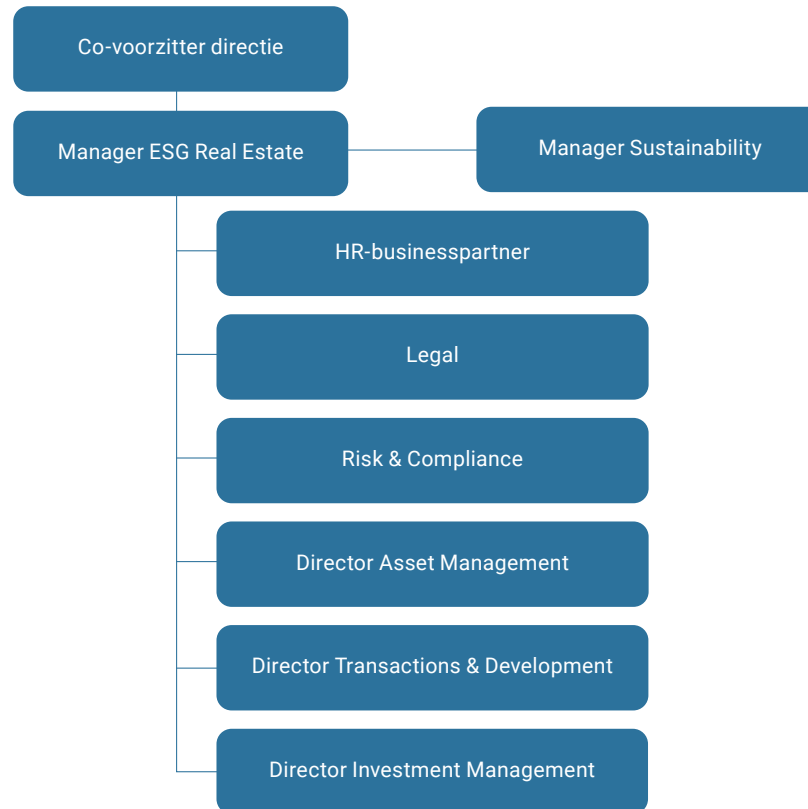 Co-voorzitter directie
Manager ESG Real Estate
Manager Sustainability
HR-businesspartner
Legal
Risk & Compliance
Director Asset Management
Director Transactions & Development
Director Investment Management